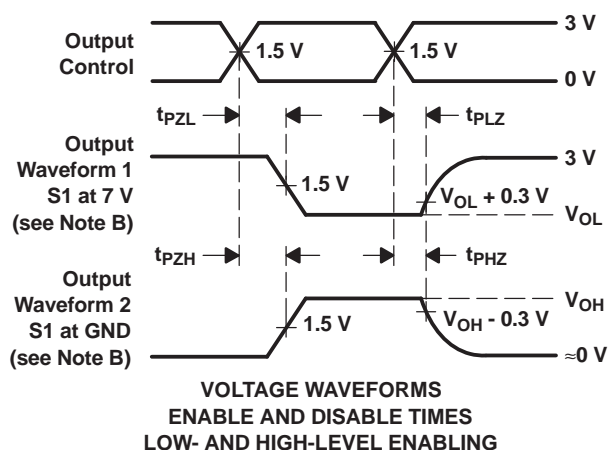 3 V
Output
Control
1.5 V
1.5 V
0 V
tPZL
tPLZ
Output
Waveform 1
S1 at 7 V
(see Note B)
3 V
1.5 V
VOL + 0.3 V
VOL
tPZH
tPHZ
Output
Waveform 2
S1 at GND
(see Note B)
VOH
1.5 V
VOH - 0.3 V
≈0 V
VOLTAGE WAVEFORMS
ENABLE AND DISABLE TIMES
LOW- AND HIGH-LEVEL ENABLING